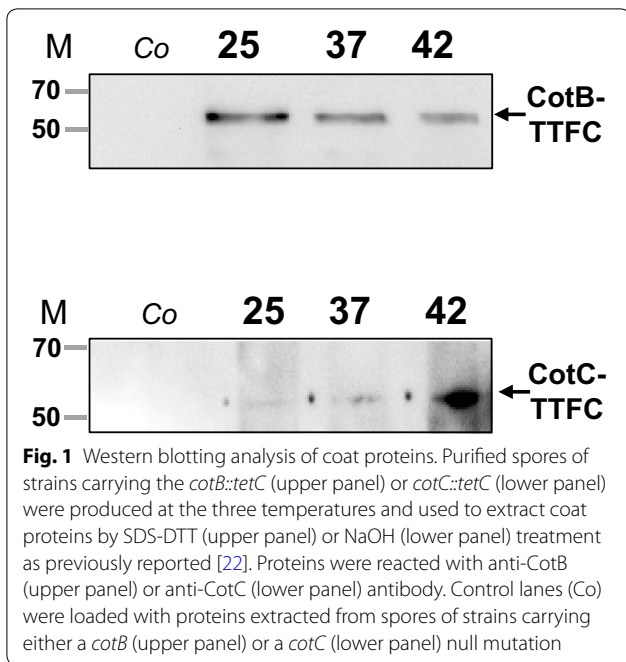 M Co 25 37 42
70
50
CotB-
TTFC
M Co 25 37 42
70
50
CotC-
TTFC
Fig. 1 Western blotting analysis of coat proteins. Purified spores of
strains carrying the cotB::tetC (upper panel) or cotC::tetC (lower panel)
were produced at the three temperatures and used to extract coat
proteins by SDS-DTT (upper panel) or NaOH (lower panel) treatment
as previously reported [22]. Proteins were reacted with anti-CotB
(upper panel) or anti-CotC (lower panel) antibody. Control lanes (Co)
were loaded with proteins extracted from spores of strains carrying
either a cotB (upper panel) or a cotC (lower panel) null mutation